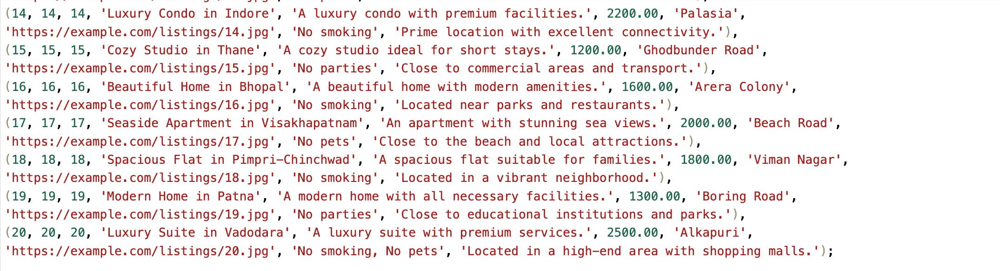 (14, 14, 14, 'Luxury Condo in Indore', 'A luxury condo with premium facilities.', 2200.00, 'Palasia',
'https://example.com/listings/14.jpg', 'No smoking', 'Prime location with excellent connectivity.'),
(15, 15, 15, 'Cozy Studio in Thane', 'A cozy studio ideal for short stays.', 1200.00, 'Ghodbunder Road',
'https://example.com/listings/15.jpg', 'No parties', 'Close to commercial areas and transport.'),
(16, 16, 16, 'Beautiful Home in Bhopal', 'A beautiful home with modern amenities.', 1600.00, 'Arera Colony',
'https://example.com/listings/16.jpg', 'No smoking', 'Located near parks and restaurants.'),
(17, 17, 17, 'Seaside Apartment in Visakhapatnam', 'An apartment with stunning sea views.', 2000.00, 'Beach Road',
'https://example.com/listings/17.jpg', 'No pets', 'Close to the beach and local attractions.'),
(18, 18, 18, 'Spacious Flat in Pimpri-Chinchwad', 'A spacious flat suitable for families.', 1800.00, 'Viman Nagar',
'https://example.com/listings/18.jpg', 'No smoking', 'Located in a vibrant neighborhood.'),
(19, 19, 19, 'Modern Home in Patna', 'A modern home with all necessary facilities.', 1300.00, 'Boring Road',
'https://example.com/listings/19.jpg', 'No parties', 'Close to educational institutions and parks.'),
(20, 20, 20, 'Luxury Suite in Vadodara', 'A luxury suite with premium services.', 2500.00, 'Alkapuri',
'https://example.com/listings/20.jpg', 'No smoking, No pets', 'Located in a high-end area with shopping malls.');